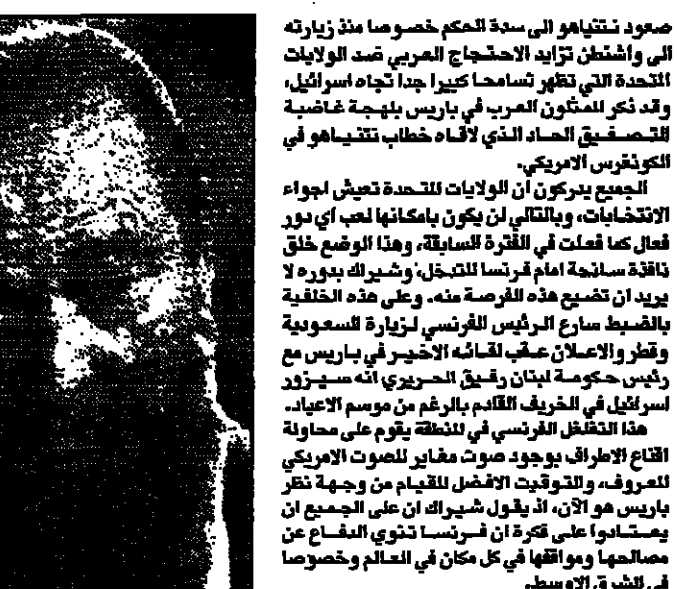 صعود نتنياهو الى سدة الحكم خصوصا منذ زيارته
الى واشنطن تزايد الاحتجاج العربي ضد الولايات
المتحدة التي تظهر تسامحا كبيرا جدا تجاه اسرائيل،
وقد ذكر الممثلون العرب في باريس بلهجة غاضبة
التصفيق الحاد الذي لاقاه خطاب نتنياهو في
الكونغرس الامريكي.
الجميع يدركون ان الولايات المتحدة تعيش اجواء
الانتخابات، وبالتالي لن يكون بامكانها لعب اي دور
فعال كما فعلت في الفترة السابقة، وهذا الوضع خلق
نافذة سانحة امام فرنسا للتدخل، وشيراك بدوره لا
يريد ان تضيع هذه الفرصة منه. وعلى هذه الخلفية
بالضبط سارع الرئيس الفرنسي لزيارة السعودية
وقطر والاعلان عقب لقائه الاخير في باريس مع
رئيس حكومة لبنان رفيق الحريري انه سيزور
اسرائيل في الخريف القادم بالرغم من موسم الاعياد.
هذا التغلغل الفرنسي في المنطقة يقوم على محاولة
اقناع الاطراف بوجود صوت مغاير للصوت الامريكي
المعروف، والتوقيت الافضل للقيام من وجهة نظر
باريس هو الآن، اذ يقول شيراك ان على الجميع ان
يعتادوا على فكرة ان فرنسا تنوي الدفاع عن
مصالحها ومواقفها في كل مكان في العالم وخصوصا
في الشرق الاوسط.